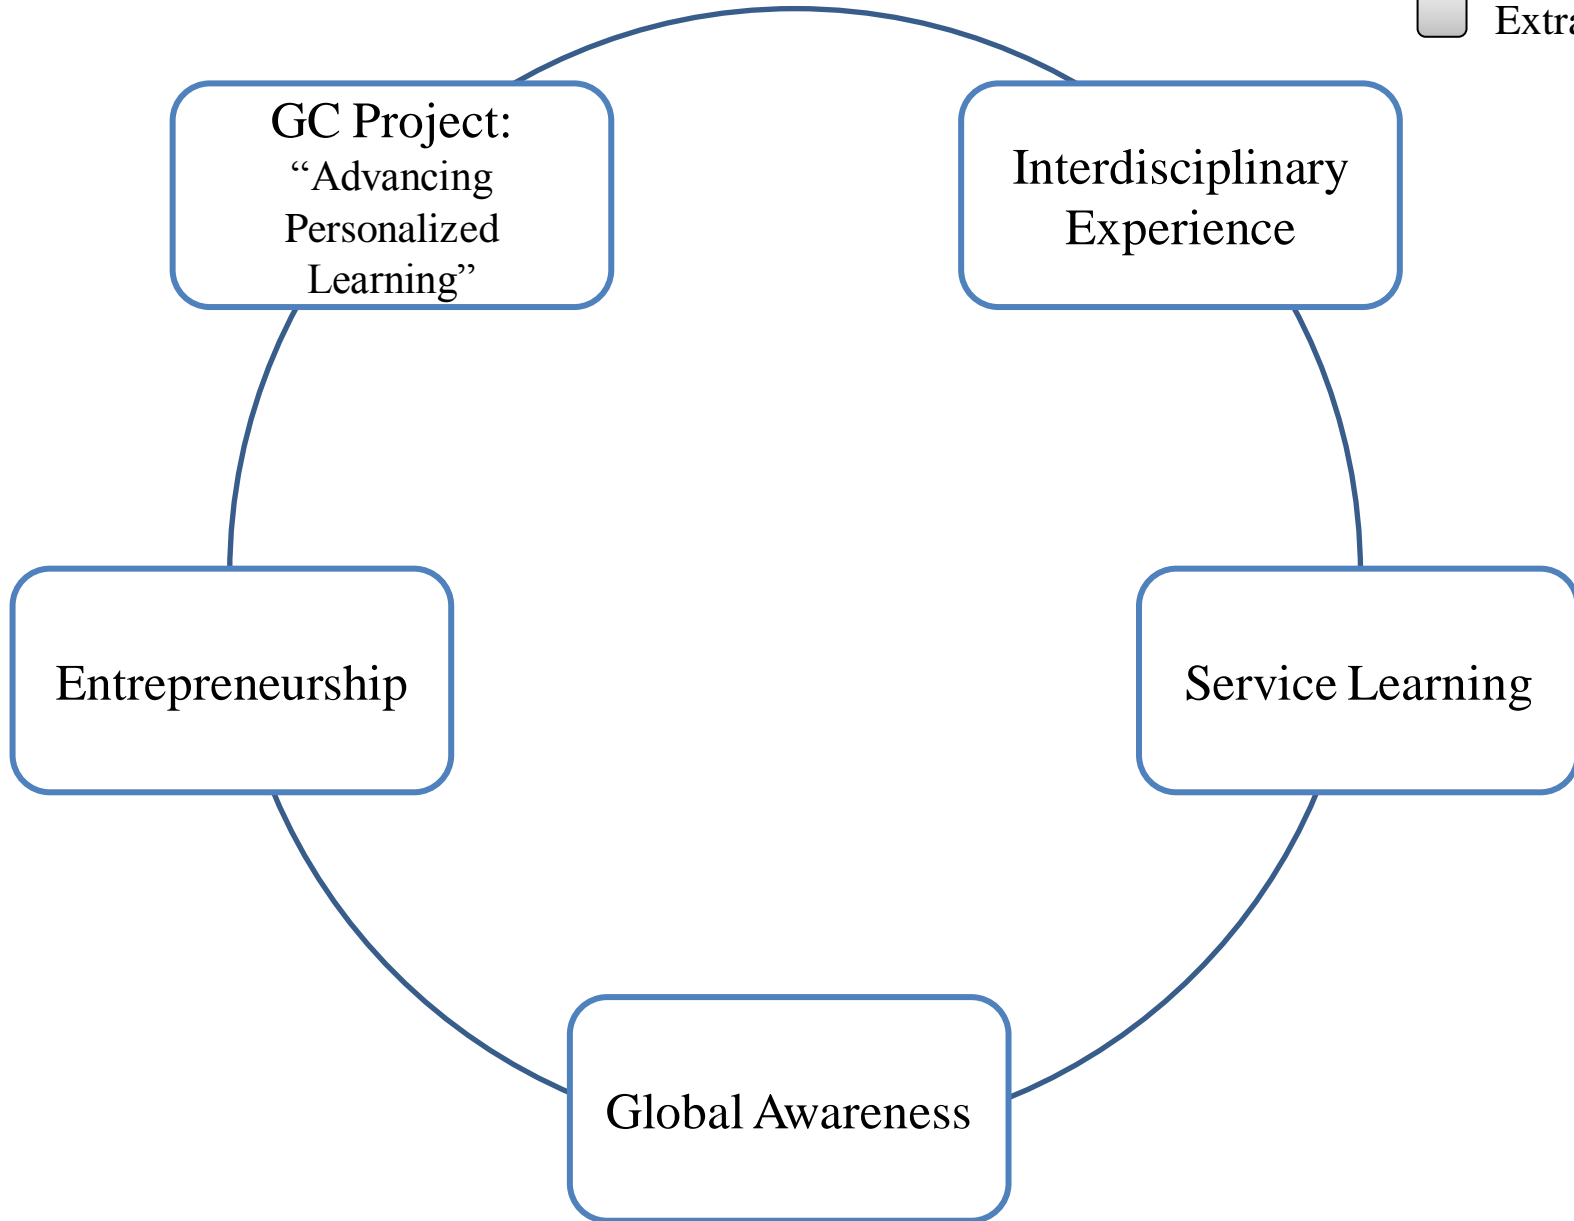 GC Project:
“Advancing
Personalized
Learning”
Interdisciplinary
Experience
Entrepreneurship
Service Learning
Global Awareness